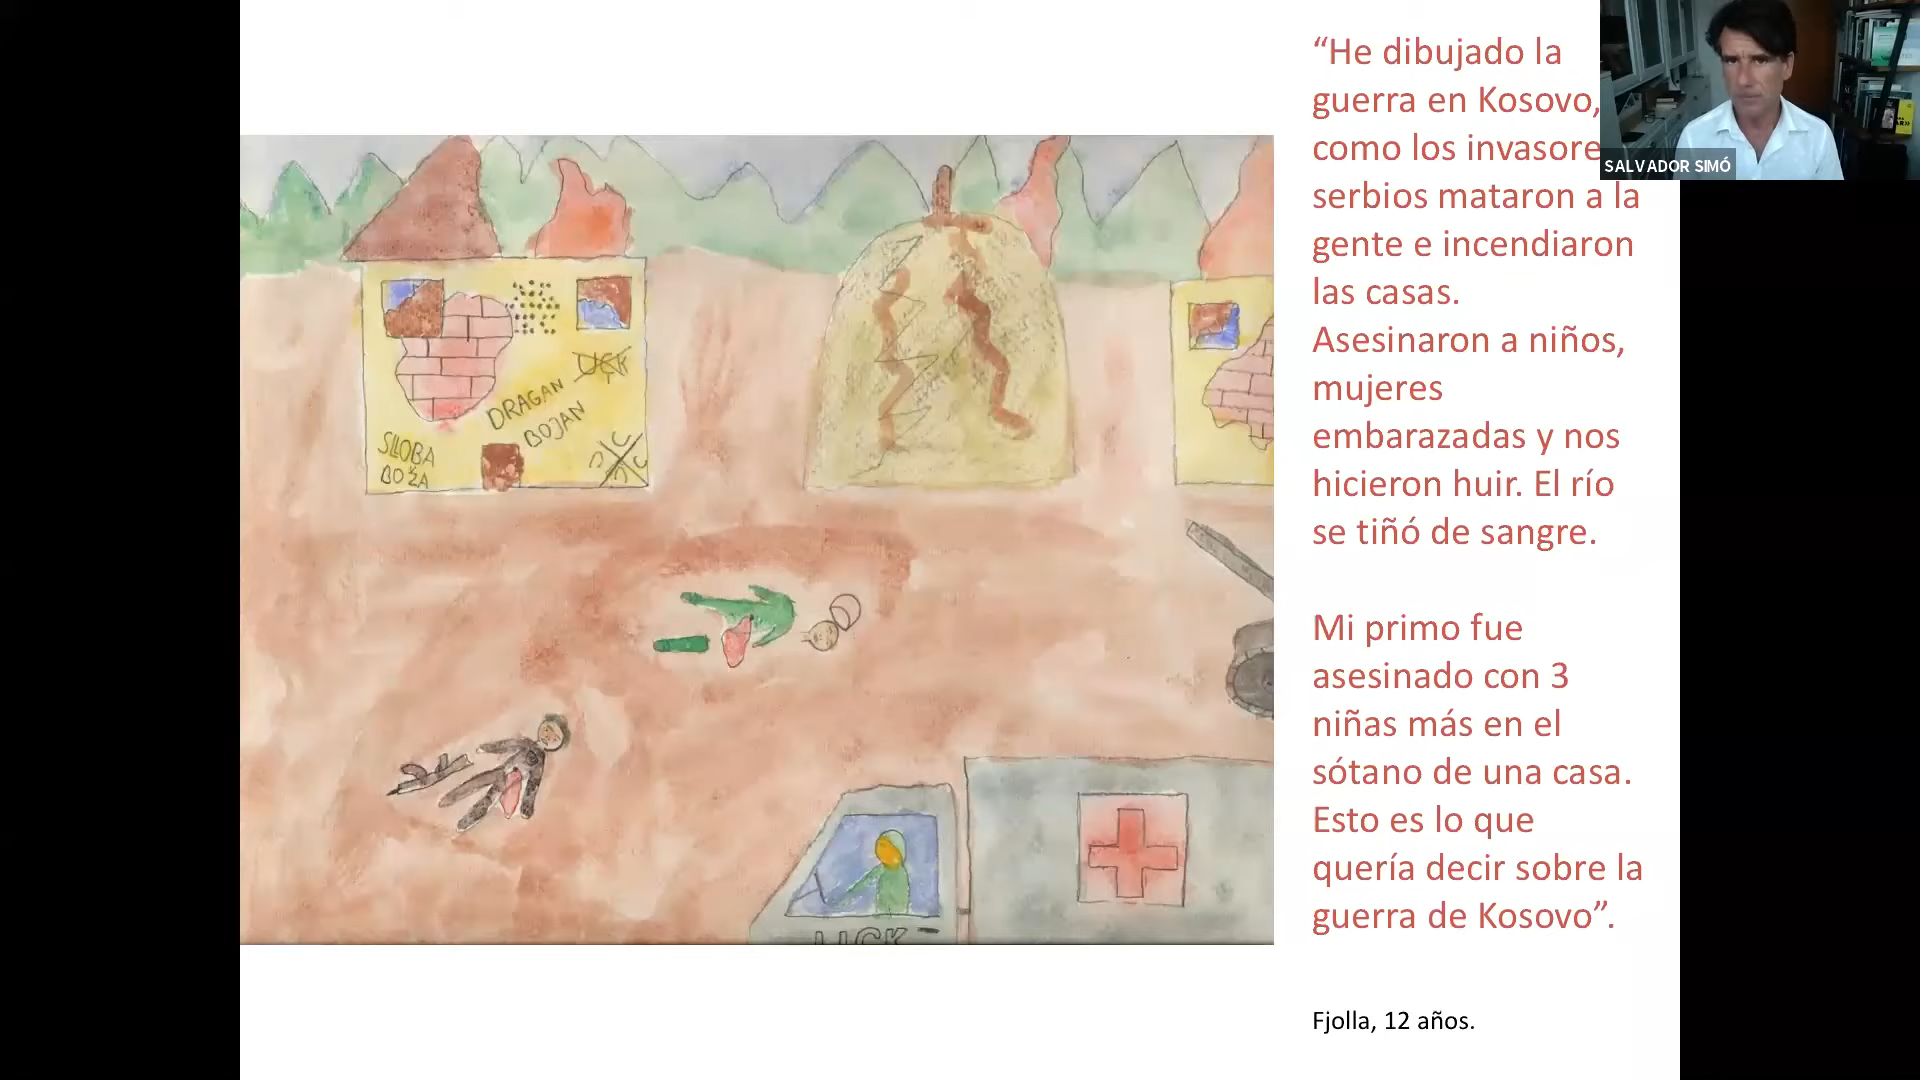 “He dibujado la
guerra en Kosovo,
como los invasore
serbios mataron a la
gente e incendiaron
las casas.
Asesinaron a niños,
mujeres
embarazadas y nos
hicieron huir. El río
se tiñó de sangre.
Mi primo fue
asesinado con 3
niñas más en el
sótano de una casa.
Esto es lo que
quería decir sobre la
guerra de Kosovo”.
Fjolla, 12 años.
SALVADOR SIMÓ
UÇK
DRAGAN
BOJAN
SLOBA
BOŽA
C C
C C
UCK